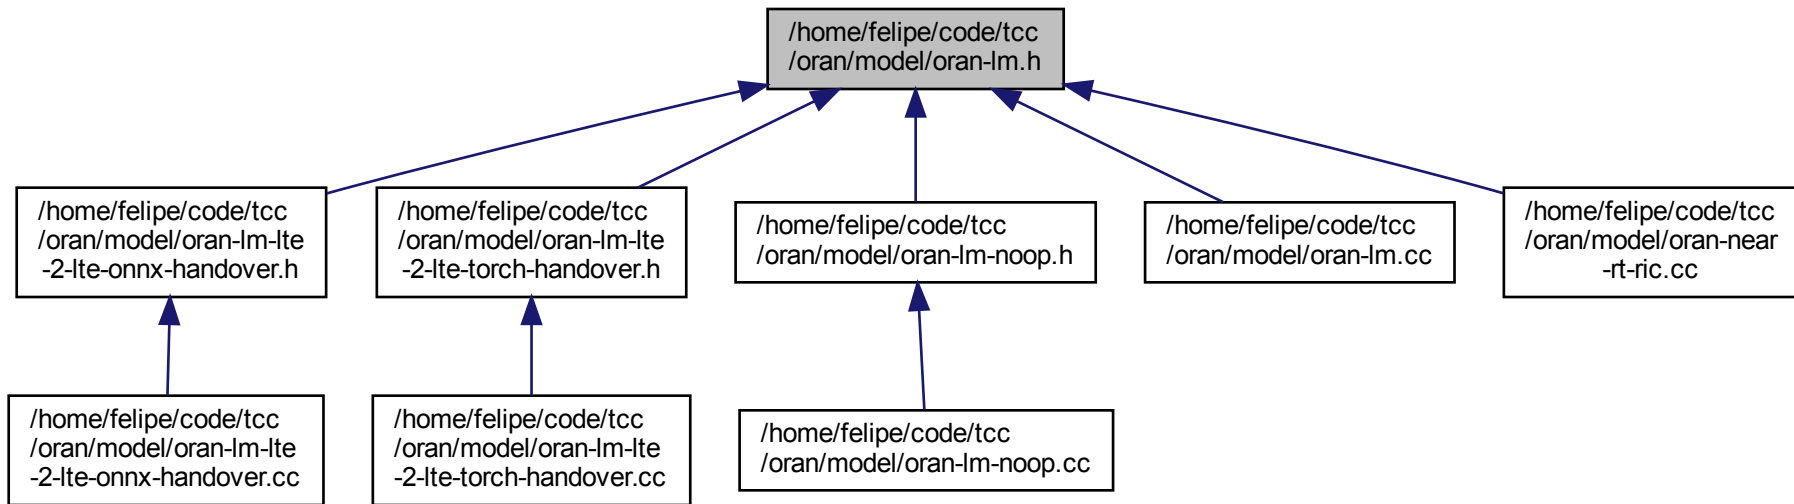 /home/felipe/code/tcc
/oran/model/oran-lm.h
/home/felipe/code/tcc
/oran/model/oran-lm-lte
-2-lte-onnx-handover.h
/home/felipe/code/tcc
/oran/model/oran-lm-lte
-2-lte-torch-handover.h
/home/felipe/code/tcc
/oran/model/oran-lm-noop.h
/home/felipe/code/tcc
/oran/model/oran-lm.cc
/home/felipe/code/tcc
/oran/model/oran-near
-rt-ric.cc
/home/felipe/code/tcc
/oran/model/oran-lm-lte
-2-lte-onnx-handover.cc
/home/felipe/code/tcc
/oran/model/oran-lm-lte
-2-lte-torch-handover.cc
/home/felipe/code/tcc
/oran/model/oran-lm-noop.cc